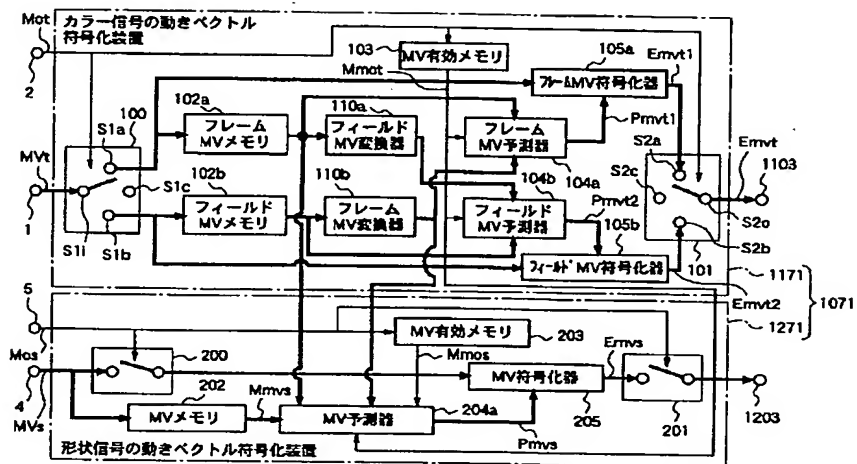 カラー信号の動きベクトル
符号化装置
Mot
2
103
MV有効メモリ
Mmot
105a
フレームMV符号化器
Emvt1
102a
フレーム
MVメモリ
110a
フィールド
MV変換器
フレーム
MV予測器
104a
Pmvt1
100
S1a
S1c
S1i
S1b
MVt
1
102b
フィールド
MVメモリ
110b
フレーム
MV変換器
104b
フィールド
MV予測器
Pmvt2
105b
フィールドMV符号化器
Emvt2
S2a
S2c
S2o
S2b
101
Emvt
1103
1171
1071
1271
5
Mos
4
MVs
200
202
MVメモリ
Mmvs
MV有効メモリ
203
Mmos
MV予測器
204a
Pmvs
MV符号化器
205
Emvs
201
1203
形状信号の動きベクトル符号化装置